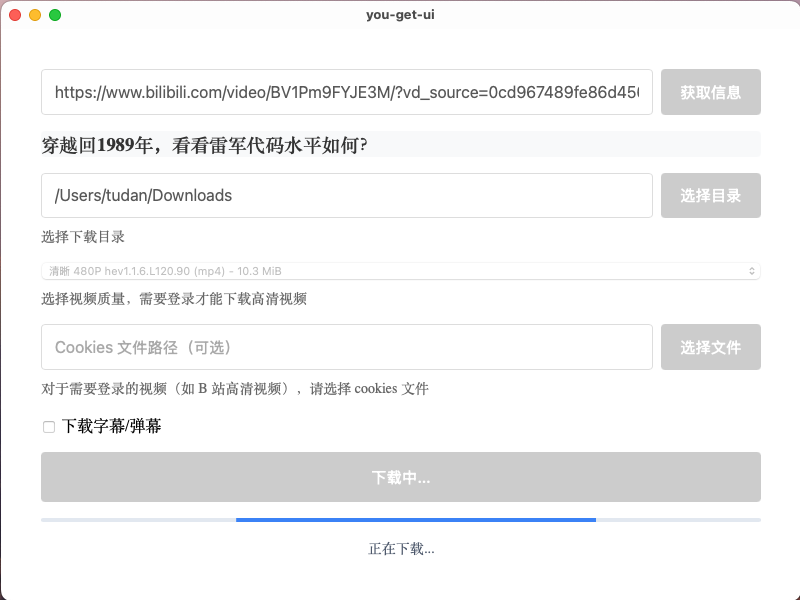 you-get-ui
https://www.bilibili.com/video/BV1Pm9FYJE3M/?vd_source=0cd967489fe86d456
获取信息
穿越回1989年，看看雷军代码水平如何?
/Users/tudan/Downloads
选择目录
选择下载目录
清晰 480P hev1.1.6.L120.90 (mp4) - 10.3 MiB
选择视频质量，需要登录才能下载高清视频
Cookies 文件路径（可选）
选择文件
对于需要登录的视频（如 B 站高清视频），请选择 cookies 文件
下载字幕/弹幕
下载中...
正在下载...